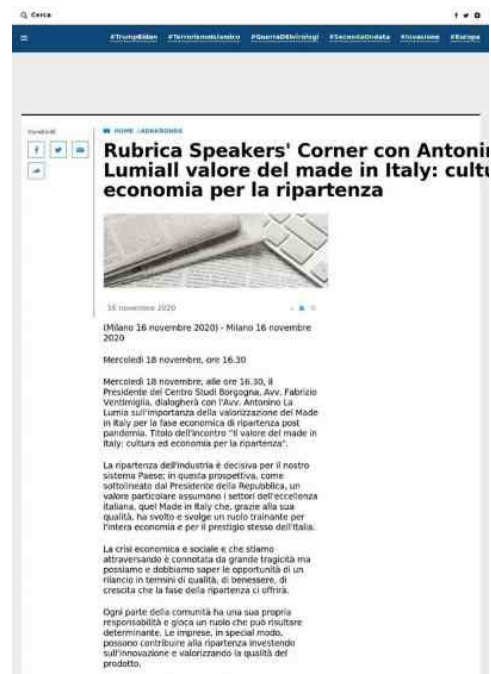 Cerca
#TrumpBiden #TerrorismoIslamico #GuerraDeiVirologi #SecondaOndata #Invasione #Europa
Condividi
HOME /ADNKRONOS
Rubrica Speakers' Corner con Antonin
LumiaIl valore del made in Italy: cultu
economia per la ripartenza
16 novembre 2020
(Milano 16 novembre 2020) - Milano 16 novembre
2020
Mercoledì 18 novembre, ore 16.30
Mercoledì 18 novembre, alle ore 16.30, il
Presidente del Centro Studi Borgogna, Avv. Fabrizio
Ventimiglia, dialogherà con l'Avv. Antonino La
Lumia sull'importanza della valorizzazione del Made
in Italy per la fase economica di ripartenza post
pandemia. Titolo dell'incontro "Il valore del made in
Italy: cultura ed economia per la ripartenza".
La ripartenza dell'industria è decisiva per il nostro
sistema Paese; in questa prospettiva, come
sottolineato dal Presidente della Repubblica, un
valore particolare assumono i settori dell'eccellenza
italiana, quel Made in Italy che, grazie alla sua
qualità, ha svolto e svolge un ruolo trainante per
l'intera economia e per il prestigio stesso dell'Italia.
La crisi economica e sociale e che stiamo
attraversando è connotata da grande tragicità ma
possiamo e dobbiamo saper le opportunità di un
rilancio in termini di qualità, di benessere, di
crescita che la fase della ripartenza ci offrirà.
Ogni parte della comunità ha una sua propria
responsabilità e gioca un ruolo che può risultare
determinante. Le imprese, in special modo,
possono contribuire alla ripartenza investendo
sull'innovazione e valorizzando la qualità del
prodotto.